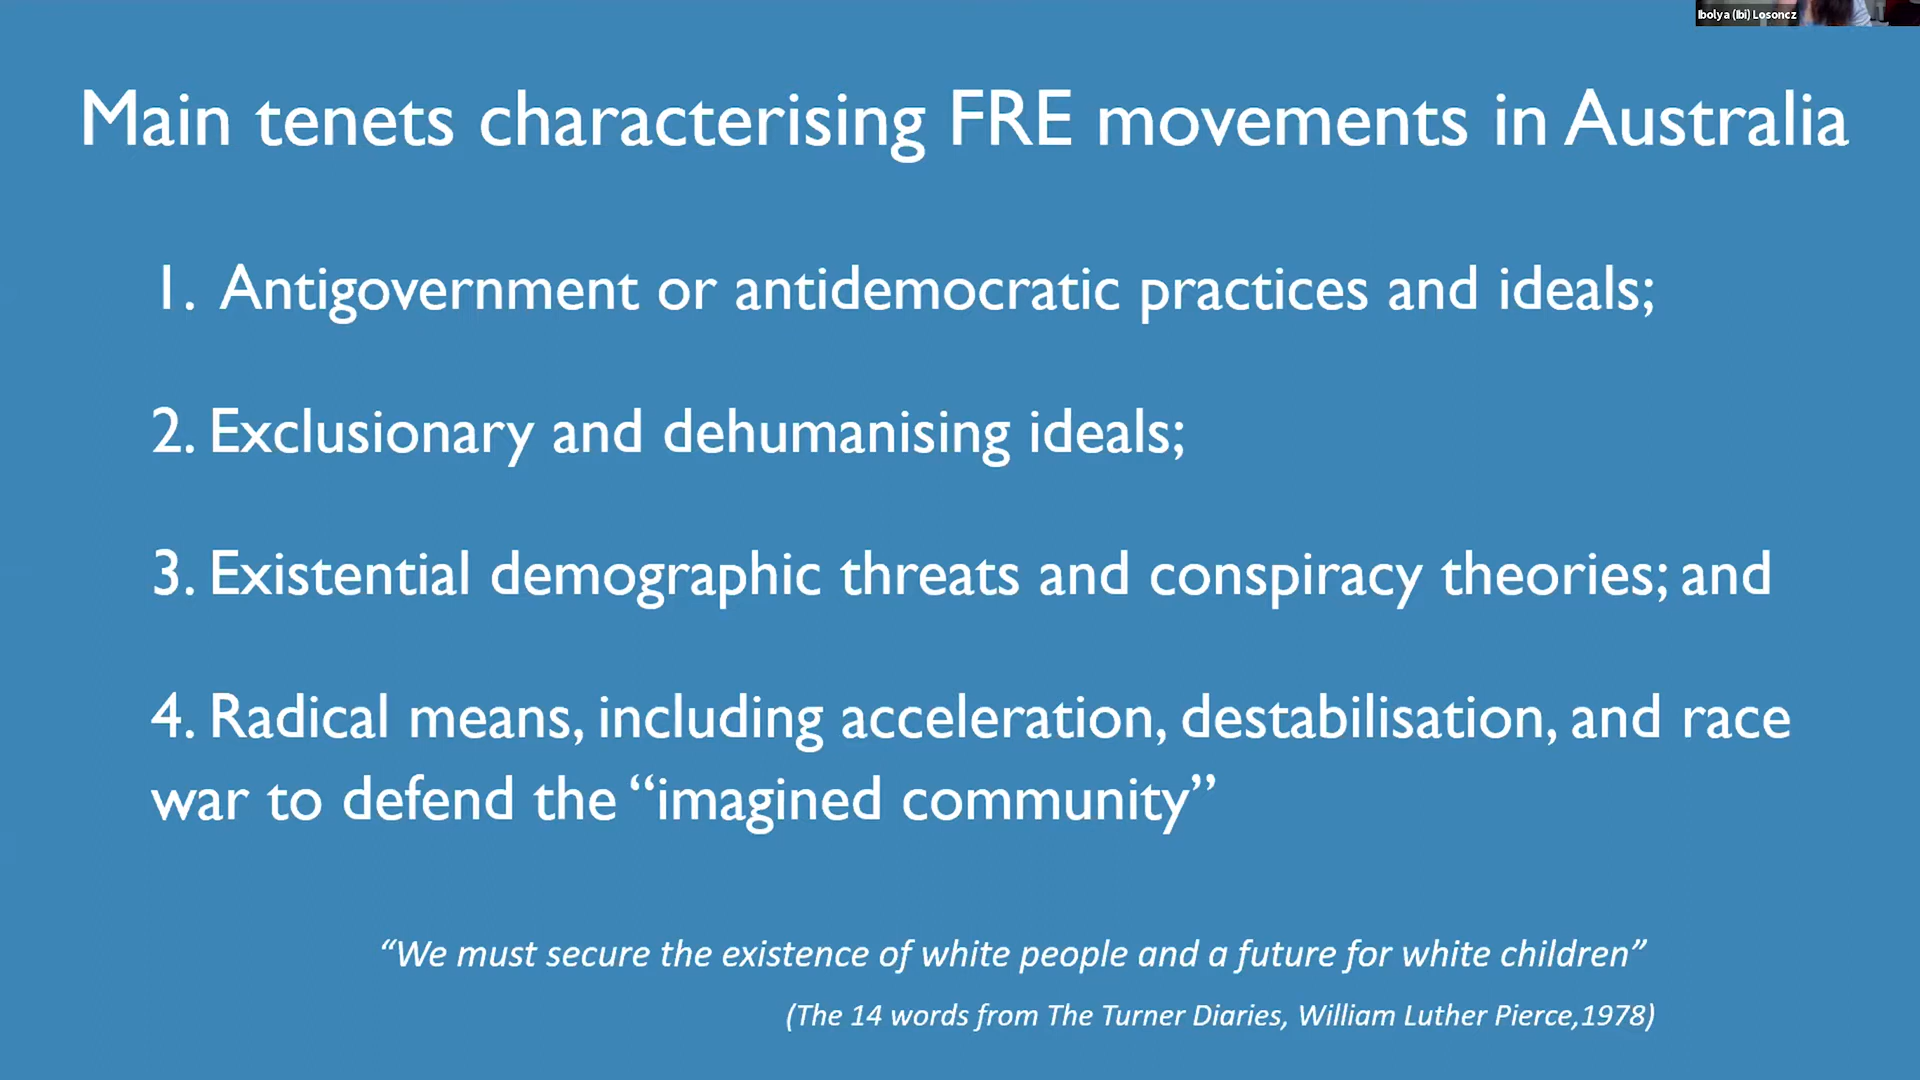 Ibolya (Ibi) Losoncz
Main tenets characterising FRE movements in Australia
1. Antigovernment or antidemocratic practices and ideals;
2. Exclusionary and dehumanising ideals;
3. Existential demographic threats and conspiracy theories; and
4. Radical means, including acceleration, destabilisation, and race
war to defend the “imagined community”
“We must secure the existence of white people and a future for white children”
(The 14 words from The Turner Diaries, William Luther Pierce,1978)